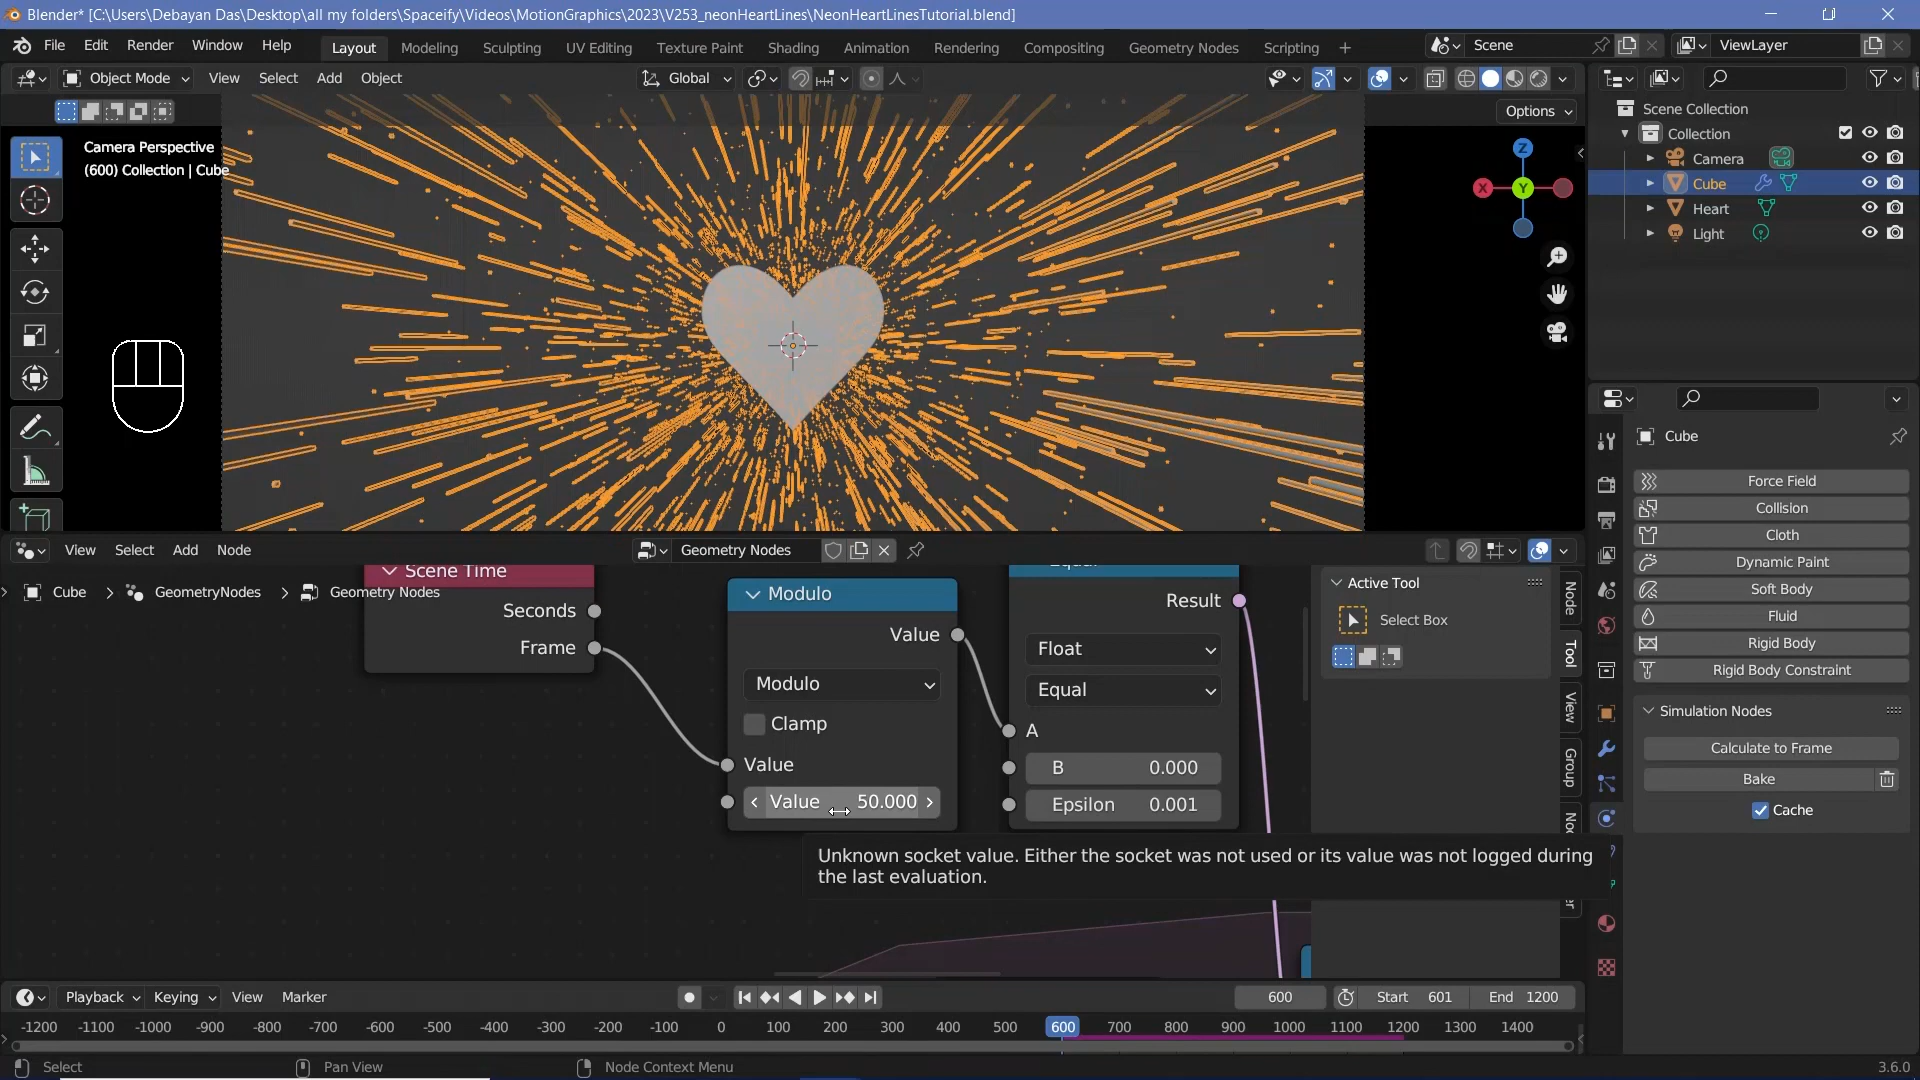 Blender* [C:\Users\Debayan Das\Desktop\all my folders\Spaceify\Videos\MotionGraphics\2023\V253_neonHeartLines\NeonHeartLinesTutorial.blend]
File Edit Render Window Help Layout Modeling Sculpting UV Editing Texture Paint Shading Animation Rendering Compositing Geometry Nodes Scripting + Scene ViewLayer
Object Mode View Select Add Object Global
Options
Camera Perspective
(600) Collection | Cube
Z
X Y
Scene Collection
Collection
Camera
Cube
Heart
Light
Cube
Force Field
Collision
Cloth
Dynamic Paint
Soft Body
Fluid
Rigid Body
Rigid Body Constraint
Simulation Nodes
Calculate to Frame
Bake
Cache
View Select Add Node Geometry Nodes
Cube > GeometryNodes > Geometry Nodes
Scene Time
Seconds
Frame
Modulo
Value
Modulo
Clamp
Value
Value 50.000
Result
Float
Equal
A
B 0.000
Epsilon 0.001
Unknown socket value. Either the socket was not used or its value was not logged during
the last evaluation.
Active Tool
Select Box
Node
Tool
View
Group
Playback Keying View Marker 600 Start 601 End 1200
-1200 -1100 -1000 -900 -800 -700 -600 -500 -400 -300 -200 -100 0 100 200 300 400 500 600 700 800 900 1000 1100 1200 1300 1400
Select Pan View Node Context Menu 3.6.0